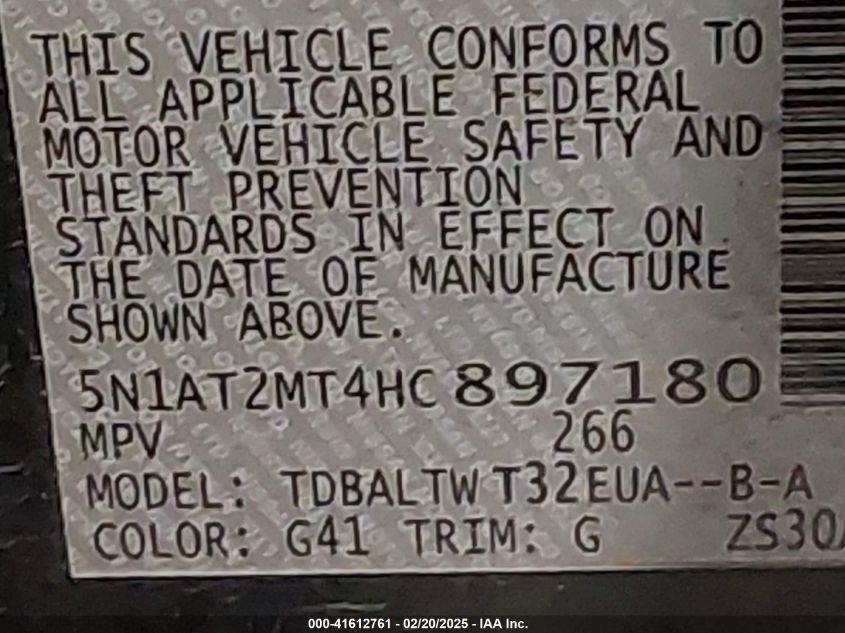 THIS VEHICLE CONFORMS TO
ALL APPLICABLE FEDERAL
MOTOR VEHICLE SAFETY AND
THEFT PREVENTION
STANDARDS IN EFFECT ON
THE DATE OF MANUFACTURE
SHOWN ABOVE.
5N1AT2MT4HC897180
MPV 266
MODEL: TDBALTW T32EUA--B-A
COLOR: G41 TRIM: G ZS30
000-41612761 - 02/20/2025 - IAA Inc.